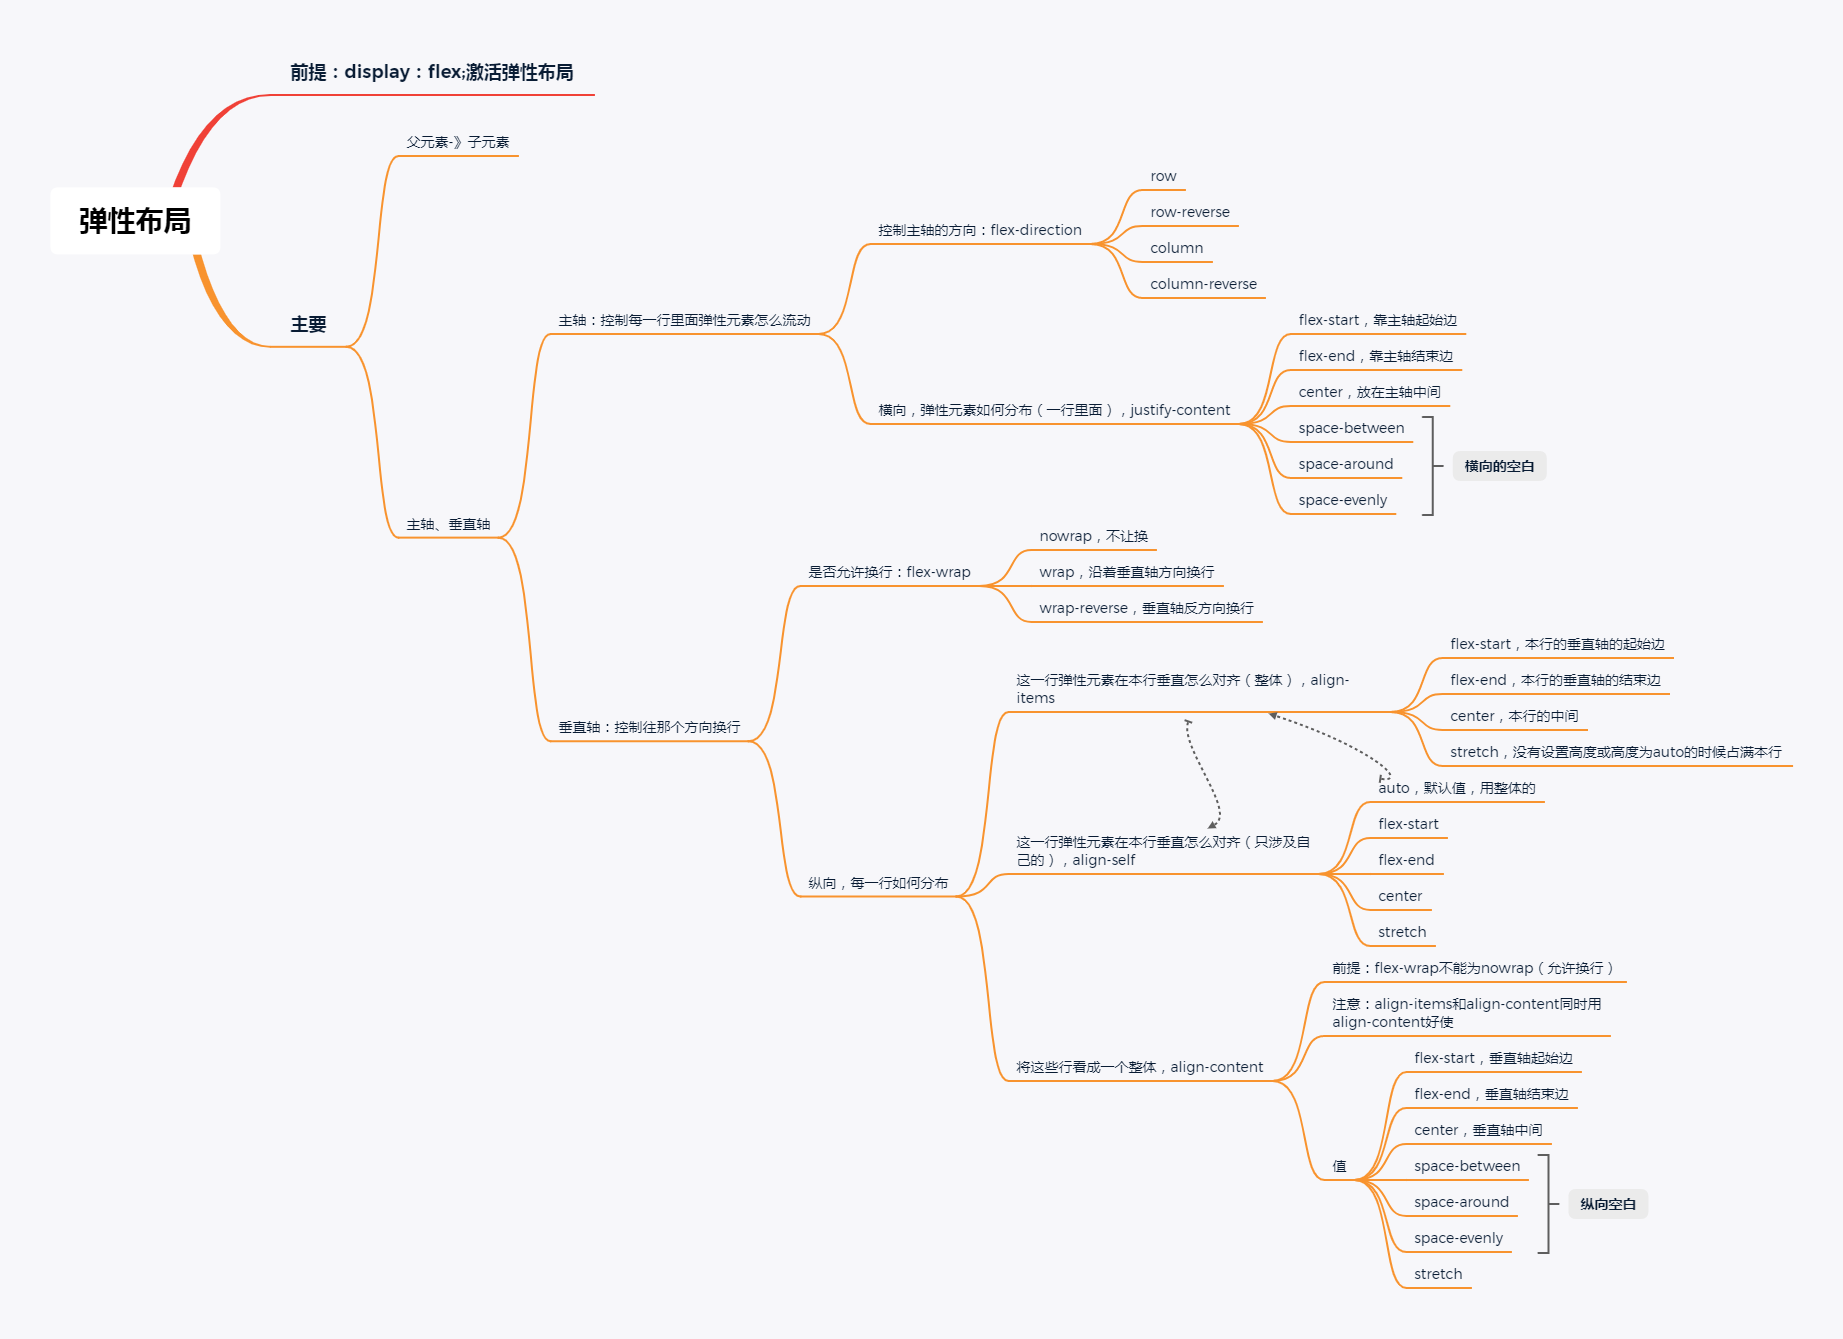 弹性布局
前提：display：flex;激活弹性布局
主要
父元素-》子元素
主轴、垂直轴
主轴：控制每一行里面弹性元素怎么流动
控制主轴的方向：flex-direction
row
row-reverse
column
column-reverse
横向，弹性元素如何分布（一行里面），justify-content
flex-start，靠主轴起始边
flex-end，靠主轴结束边
center，放在主轴中间
space-between
space-around
space-evenly
横向的空白
垂直轴：控制往那个方向换行
是否允许换行：flex-wrap
nowrap，不让换
wrap，沿着垂直轴方向换行
wrap-reverse，垂直轴反方向换行
纵向，每一行如何分布
这一行弹性元素在本行垂直怎么对齐（整体），align-
items
flex-start，本行的垂直轴的起始边
flex-end，本行的垂直轴的结束边
center，本行的中间
stretch，没有设置高度或高度为auto的时候占满本行
这一行弹性元素在本行垂直怎么对齐（只涉及自
己的），align-self
auto，默认值，用整体的
flex-start
flex-end
center
stretch
将这些行看成一个整体，align-content
前提：flex-wrap不能为nowrap（允许换行）
注意：align-items和align-content同时用
align-content好使
值
flex-start，垂直轴起始边
flex-end，垂直轴结束边
center，垂直轴中间
space-between
space-around
space-evenly
stretch
纵向空白